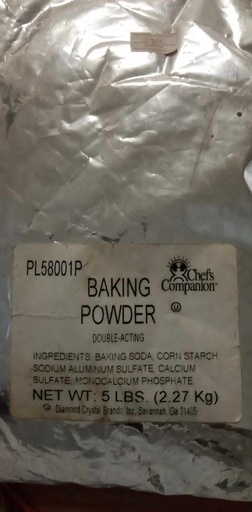 PL58001P
Chef's
Companion
BAKING
POWDER
DOUBLE-ACTING
INGREDIENTS: BAKING SODA, CORN STARCH
SODIUM ALUMINUM SULFATE, CALCIUM
SULFATE, MONOCALCIUM PHOSPHATE
NET WT: 5 LBS. (2.27 Kg)
Diamond Crystal Brands Inc. Savannah, Ga 31405